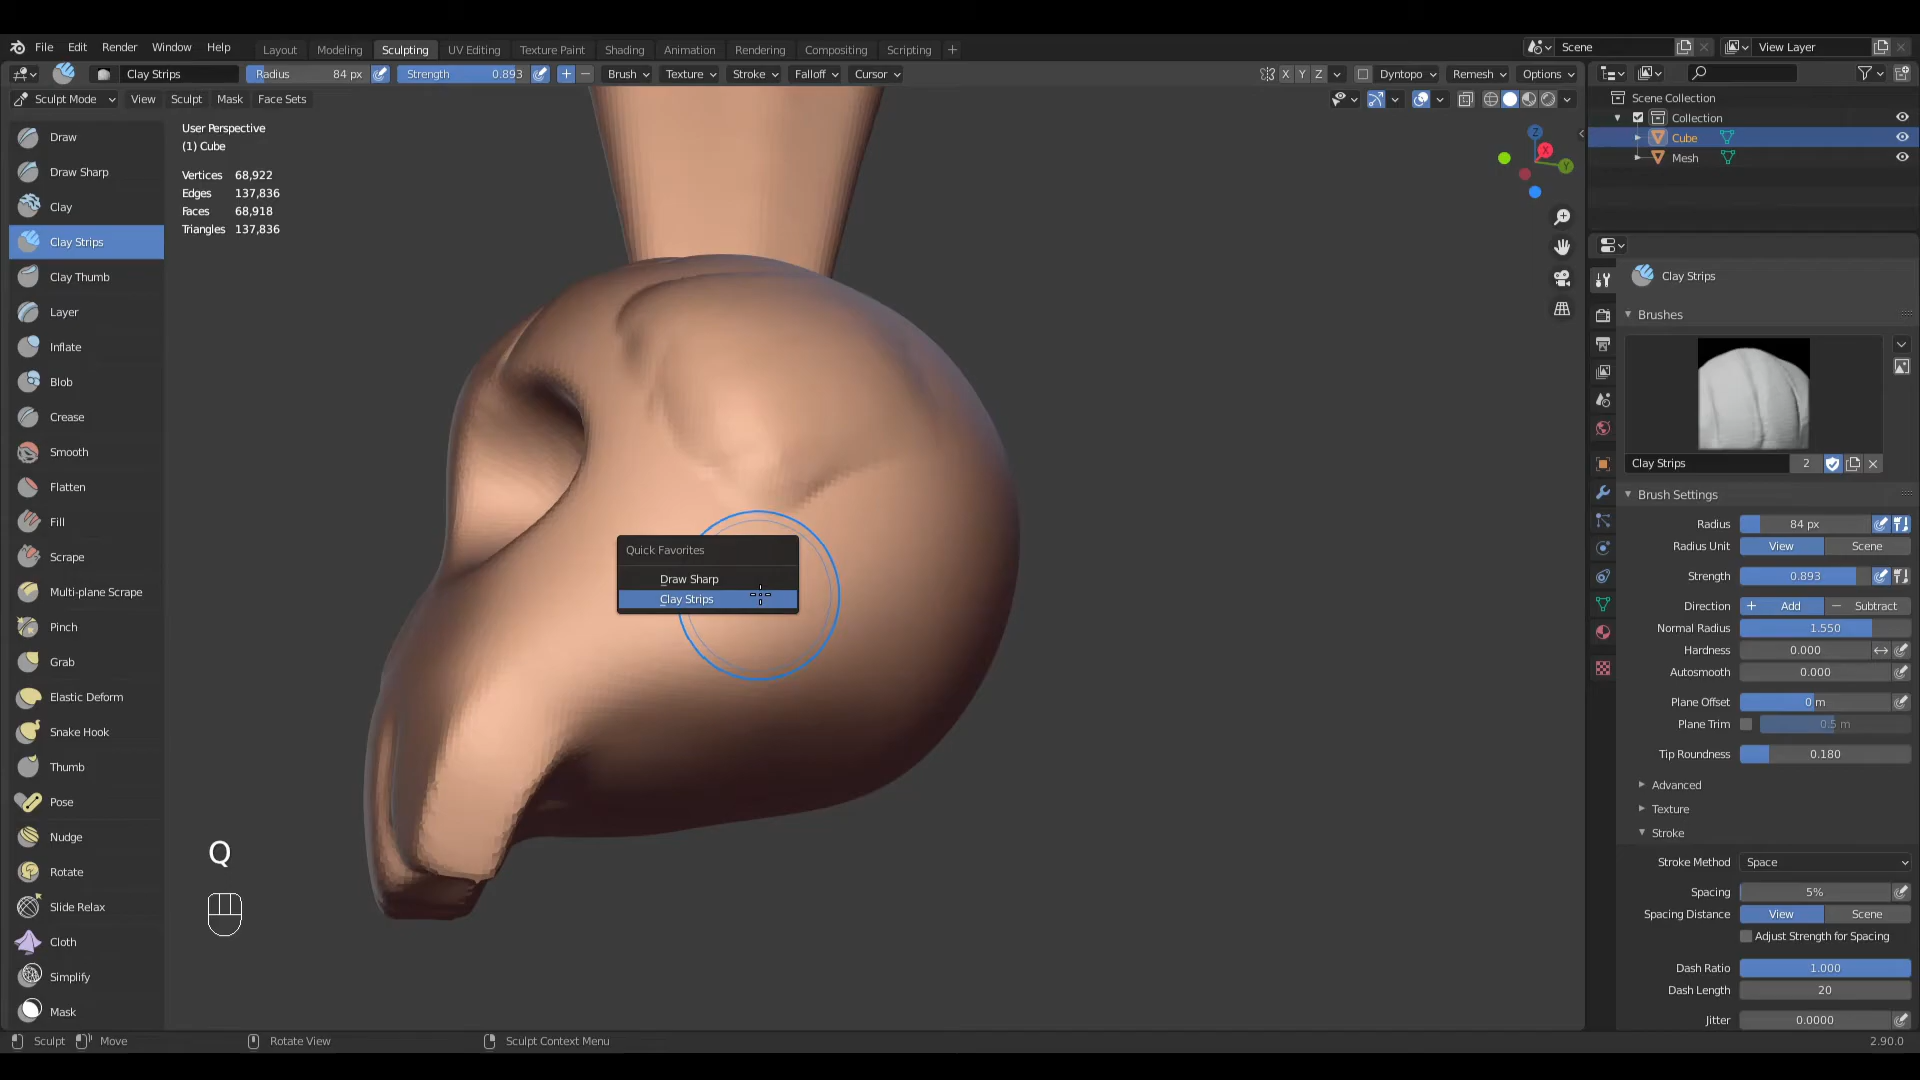 File Edit Render Window Help
Layout Modeling Sculpting UV Editing Texture Paint Shading Animation Rendering Compositing Scripting +
Scene
View Layer
Clay Strips
Radius 84 px
Strength 0.893
Brush Texture Stroke Falloff Cursor
X Y Z
Dyntopo Remesh Options
Sculpt Mode View Sculpt Mask Face Sets
User Perspective
(1) Cube
Vertices 68,922
Edges 137,836
Faces 68,918
Triangles 137,836
Draw
Draw Sharp
Clay
Clay Strips
Clay Thumb
Layer
Inflate
Blob
Crease
Smooth
Flatten
Fill
Scrape
Multi-plane Scrape
Pinch
Grab
Elastic Deform
Snake Hook
Thumb
Pose
Nudge
Rotate
Slide Relax
Cloth
Simplify
Mask
Quick Favorites
Draw Sharp
Clay Strips
Q
Z
X
Y
Scene Collection
Collection
Cube
Mesh
Clay Strips
Brushes
Clay Strips 2
Brush Settings
Radius 84 px
Radius Unit View Scene
Strength 0.893
Direction + Add − Subtract
Normal Radius 1.550
Hardness 0.000
Autosmooth 0.000
Plane Offset 0 m
Plane Trim 0.5 m
Tip Roundness 0.180
Advanced
Texture
Stroke
Stroke Method Space
Spacing 5%
Spacing Distance View Scene
Adjust Strength for Spacing
Dash Ratio 1.000
Dash Length 20
Jitter 0.0000
Sculpt Move Rotate View Sculpt Context Menu
2.90.0